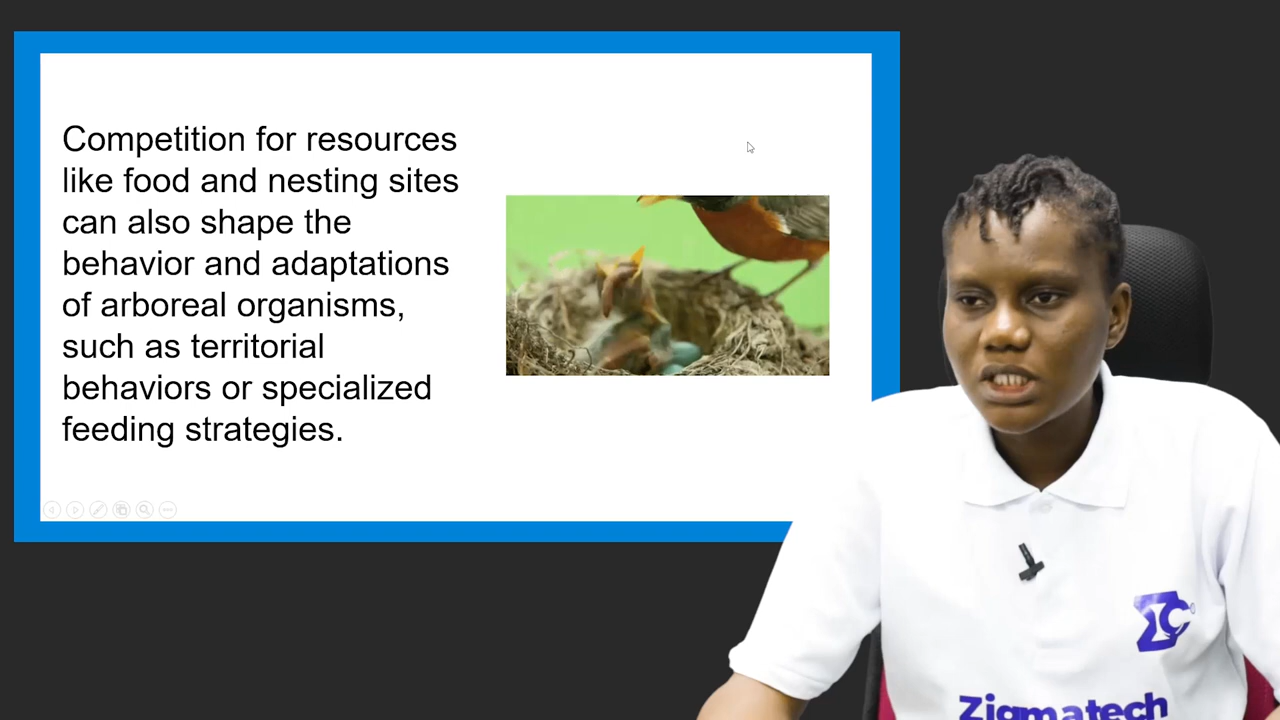 Competition for resources
like food and nesting sites
can also shape the
behavior and adaptations
of arboreal organisms,
such as territorial
behaviors or specialized
feeding strategies.
Zigmatech